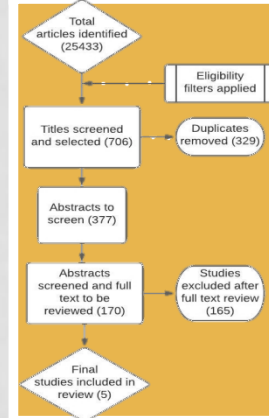 Total
articles identified
(25433)
Eligibility
filters applied
Titles screened
and selected (706)
Duplicates
removed (329)
Abstracts to
screen (377)
Abstracts
screened and full
text to be
reviewed (170)
Studies
excluded after
full text review
(165)
Final
studies included in
review (5)